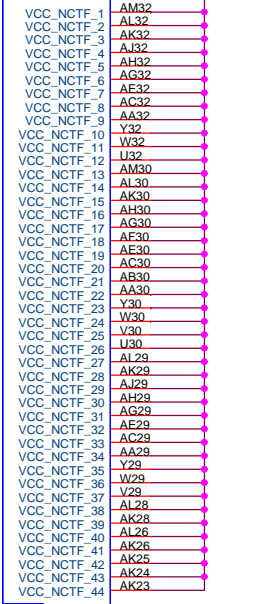 VCC_NCTF_1 AM32
VCC_NCTF_2 AL32
VCC_NCTF_3 AK32
VCC_NCTF_4 AJ32
VCC_NCTF_5 AH32
VCC_NCTF_6 AG32
VCC_NCTF_7 AE32
VCC_NCTF_8 AC32
VCC_NCTF_9 AA32
VCC_NCTF_10 Y32
VCC_NCTF_11 W32
VCC_NCTF_12 U32
VCC_NCTF_13 AM30
VCC_NCTF_14 AL30
VCC_NCTF_15 AK30
VCC_NCTF_16 AH30
VCC_NCTF_17 AG30
VCC_NCTF_18 AF30
VCC_NCTF_19 AE30
VCC_NCTF_20 AC30
VCC_NCTF_21 AB30
VCC_NCTF_22 AA30
VCC_NCTF_23 Y30
VCC_NCTF_24 W30
VCC_NCTF_25 V30
VCC_NCTF_26 U30
VCC_NCTF_27 AL29
VCC_NCTF_28 AK29
VCC_NCTF_29 AJ29
VCC_NCTF_30 AH29
VCC_NCTF_31 AG29
VCC_NCTF_32 AE29
VCC_NCTF_33 AC29
VCC_NCTF_34 AA29
VCC_NCTF_35 Y29
VCC_NCTF_36 W29
VCC_NCTF_37 V29
VCC_NCTF_38 AL28
VCC_NCTF_39 AK28
VCC_NCTF_40 AL26
VCC_NCTF_41 AK26
VCC_NCTF_42 AK25
VCC_NCTF_43 AK24
VCC_NCTF_44 AK23